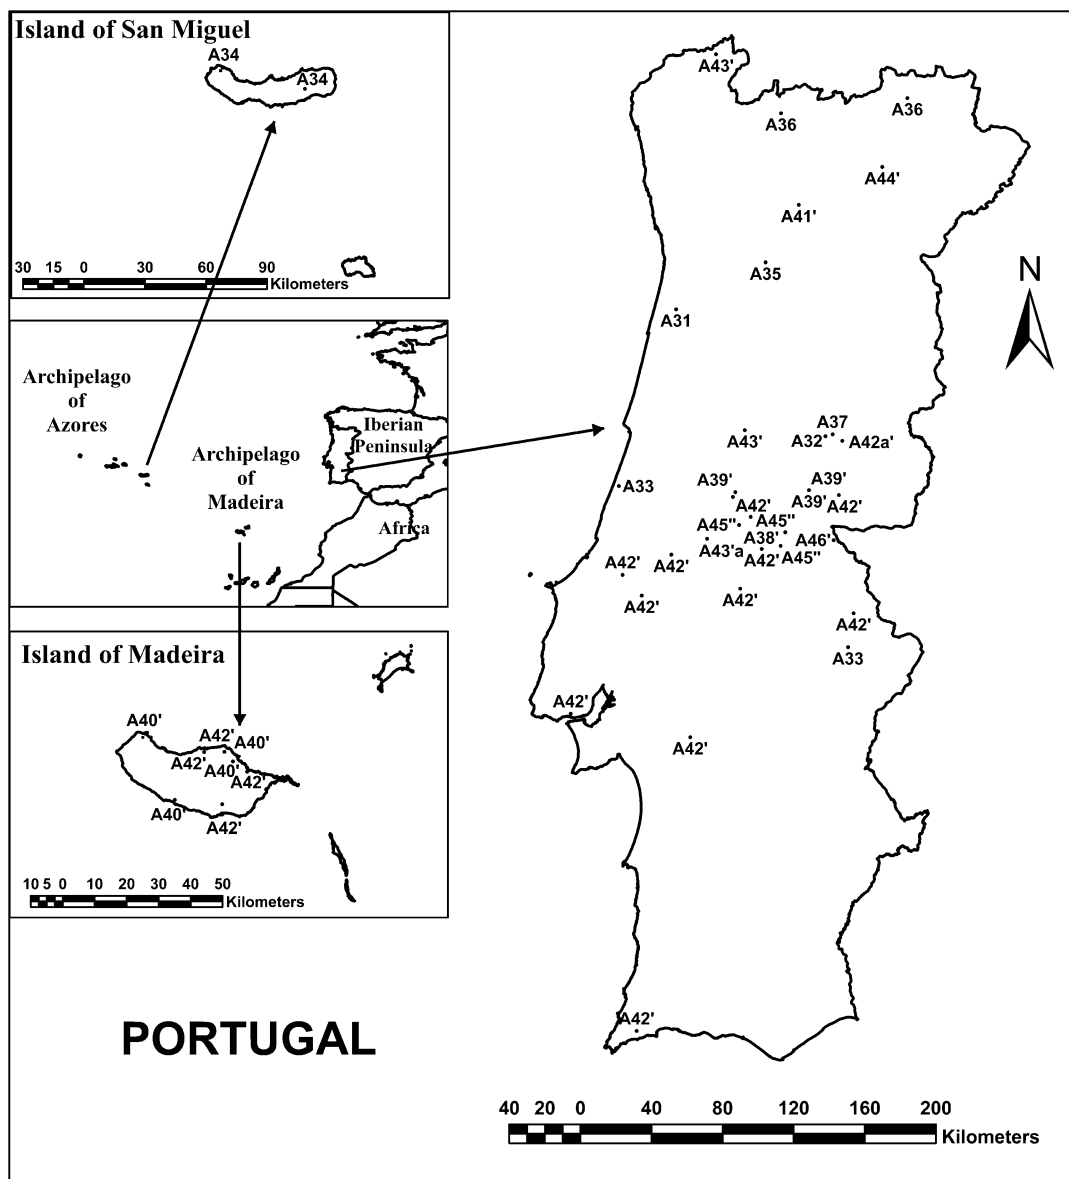 Island of San Miguel
A34
A34
30 15 0 30 60 90
Kilometers
Archipelago
of
Azores
Archipelago
of
Madeira
Iberian
Peninsula
Africa
Island of Madeira
A40'
A42'
A40'
A42'
A40'
A42'
A40'
A42'
10 5 0 10 20 30 40 50
Kilometers
PORTUGAL
A43'
A36
A36
A44'
A41'
A35
A31
N
A43'
A37
A32
A42a'
A33
A39'
A39'
A42'
A39'
A42'
A45''
A45''
A43'a
A38'
A46'
A42'
A42'
A42'
A45''
A42'
A42'
A42'
A33
A42'
A42'
A42'
40 20 0 40 80 120 160 200
Kilometers